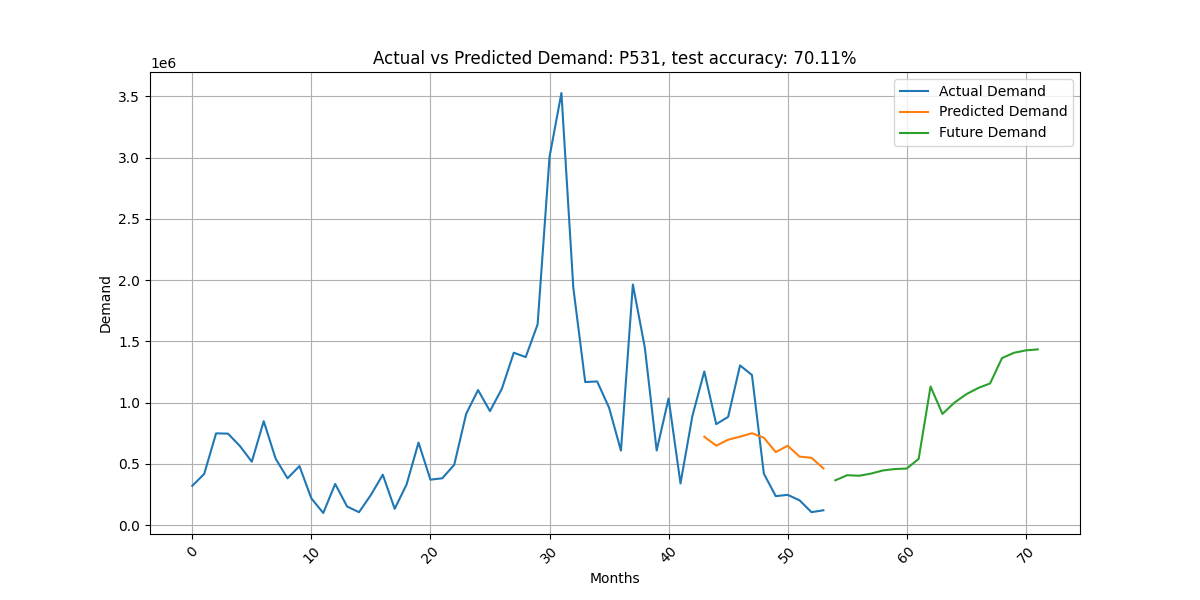 Actual vs Predicted Demand: P531, test accuracy: 70.11%
1e6
3.5
3.0
2.5
2.0
1.5
1.0
0.5
0.0
Demand
Actual Demand
Predicted Demand
Future Demand
0 10 20 30 40 50 60 70
Months